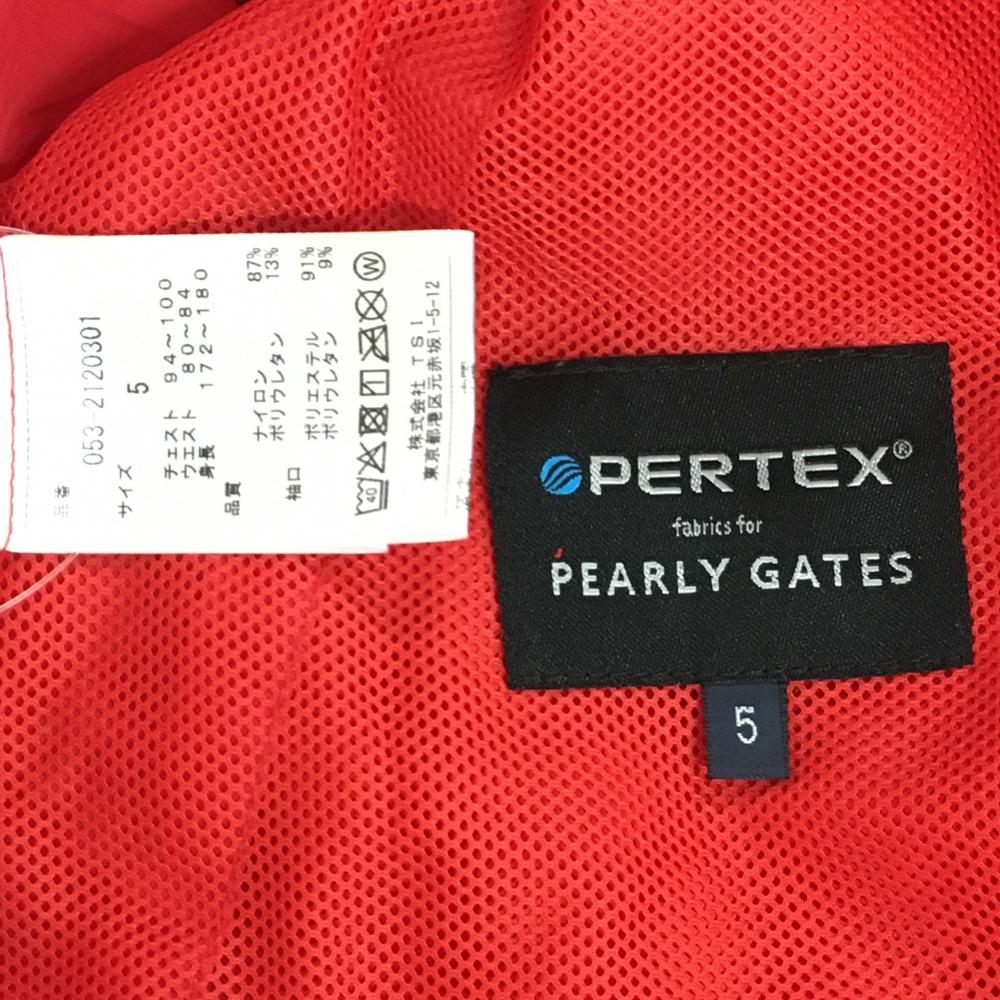 品番 053-2120301
サイズ 5
チェスト 94~100
ウエスト 80~84
身長 172~180
品質
ナイロン 87%
ポリウレタン 13%
袖口
ポリエステル 91%
ポリウレタン 9%
40 W
株式会社 TSI
東京都港区元赤坂1-5-12
PERTEX®
fabrics for
PEARLY GATES
5